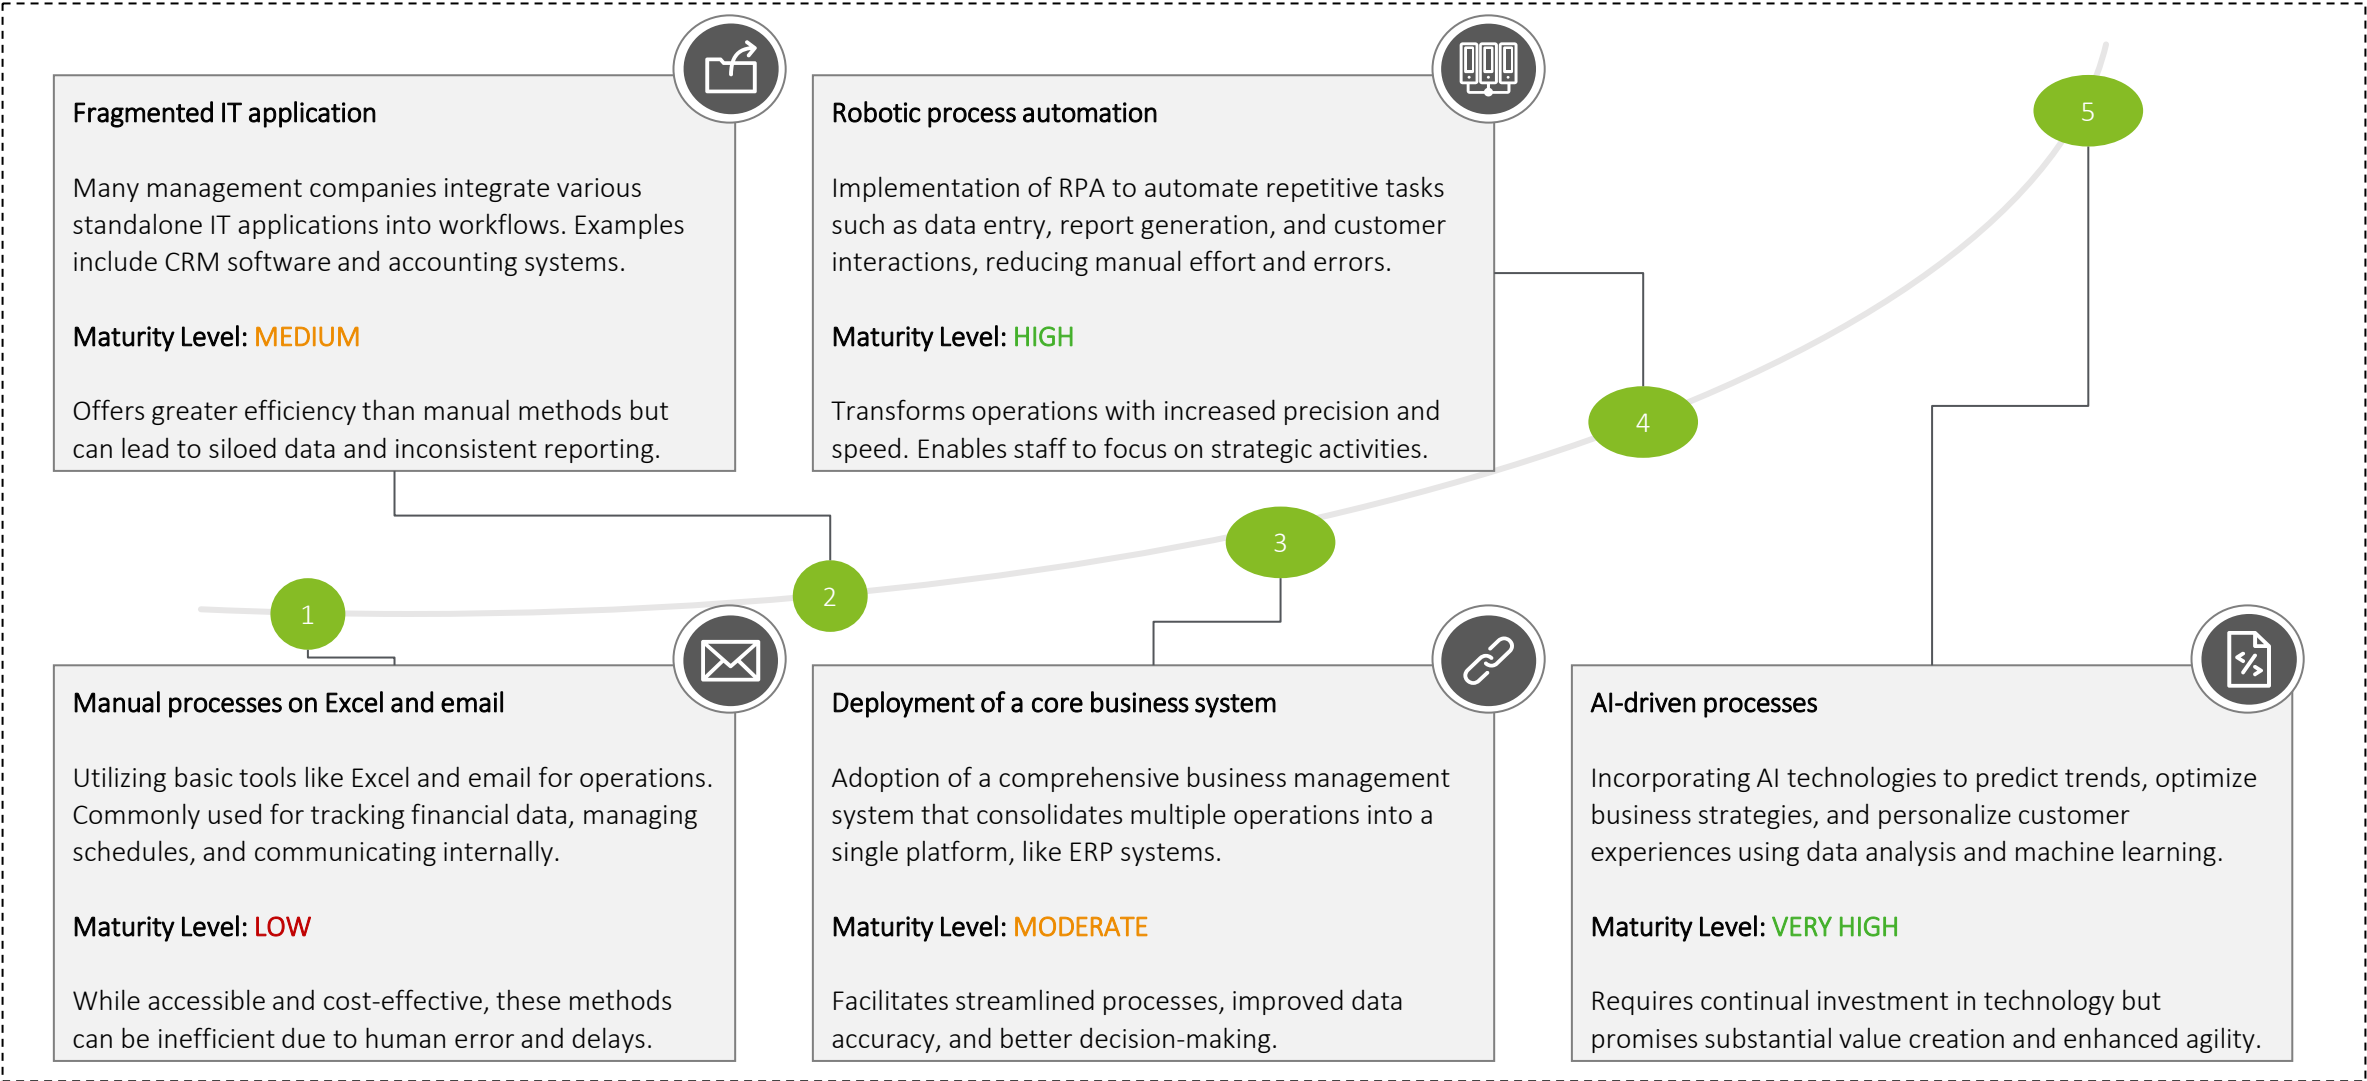 Fragmented IT application
Many management companies integrate various
standalone IT applications into workflows. Examples
include CRM software and accounting systems.
Maturity Level: MEDIUM
Offers greater efficiency than manual methods but
can lead to siloed data and inconsistent reporting.
Robotic process automation
Implementation of RPA to automate repetitive tasks
such as data entry, report generation, and customer
interactions, reducing manual effort and errors.
Maturity Level: HIGH
Transforms operations with increased precision and
speed. Enables staff to focus on strategic activities.
5
4
3
2
1
Manual processes on Excel and email
Utilizing basic tools like Excel and email for operations.
Commonly used for tracking financial data, managing
schedules, and communicating internally.
Maturity Level: LOW
While accessible and cost-effective, these methods
can be inefficient due to human error and delays.
Deployment of a core business system
Adoption of a comprehensive business management
system that consolidates multiple operations into a
single platform, like ERP systems.
Maturity Level: MODERATE
Facilitates streamlined processes, improved data
accuracy, and better decision-making.
AI-driven processes
Incorporating AI technologies to predict trends, optimize
business strategies, and personalize customer
experiences using data analysis and machine learning.
Maturity Level: VERY HIGH
Requires continual investment in technology but
promises substantial value creation and enhanced agility.